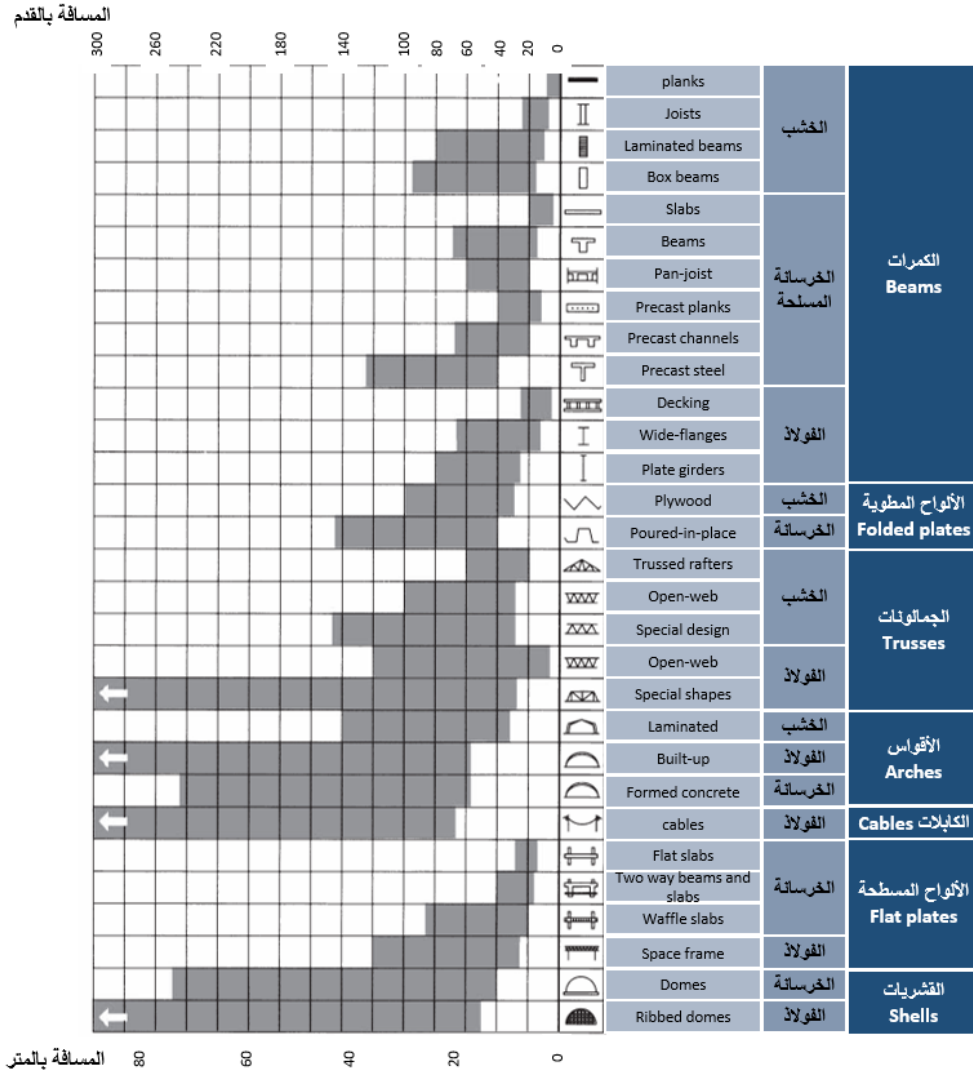 المسافة بالقدم
300 260 220 180 140 100 80 60 40 20 0
planks
Joists
Laminated beams
Box beams
الخشب
Slabs
Beams
Pan-joist
Precast planks
Precast channels
Precast steel
الخرسانة
المسلحة
Decking
Wide-flanges
Plate girders
الفولاذ
الكمرات
Beams
Plywood
الخشب
Poured-in-place
الخرسانة
الألواح المطوية
Folded plates
Trussed rafters
Open-web
Special design
الخشب
Open-web
Special shapes
الفولاذ
الجمالونات
Trusses
Laminated
الخشب
Built-up
الفولاذ
Formed concrete
الخرسانة
الأقواس
Arches
cables
الفولاذ
الكابلات Cables
Flat slabs
Two way beams and
slabs
Waffle slabs
الخرسانة
Space frame
الفولاذ
الألواح المسطحة
Flat plates
Domes
الخرسانة
Ribbed domes
الفولاذ
القشريات
Shells
المسافة بالمتر
80 60 40 20 0